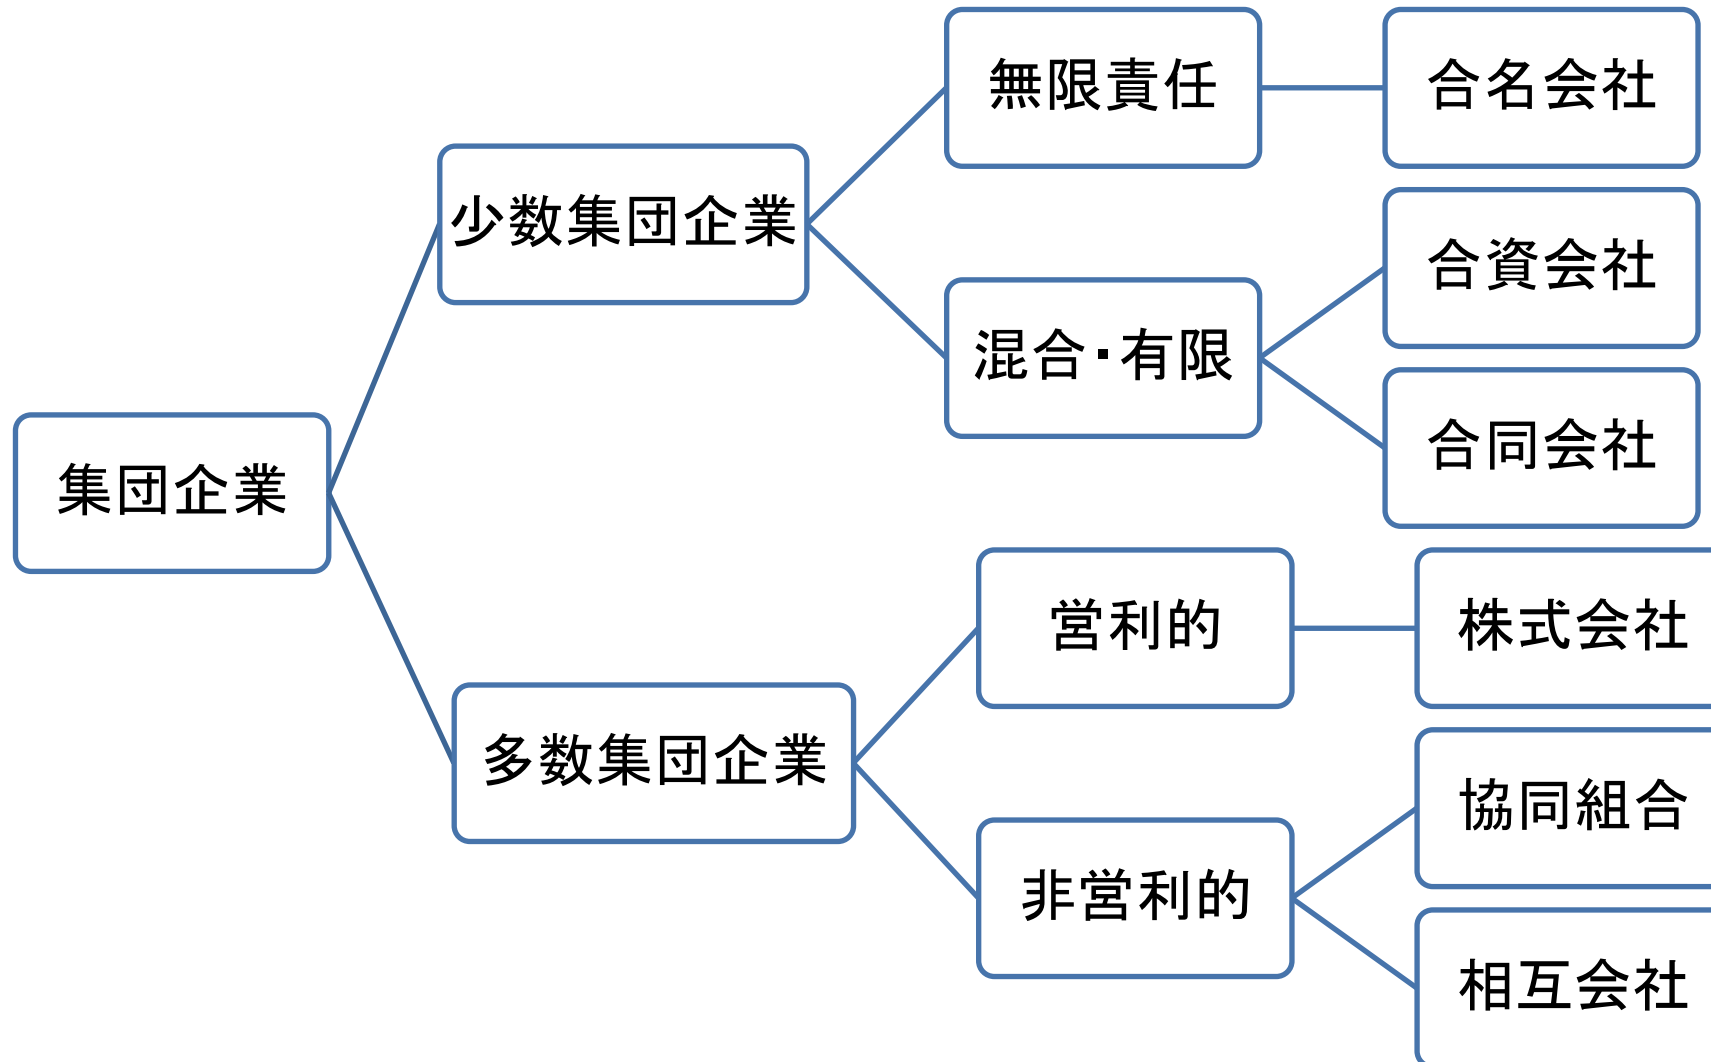 集団企業
少数集団企業
無限責任
合名会社
混合・有限
合資会社
合同会社
多数集団企業
営利的
株式会社
非営利的
協同組合
相互会社